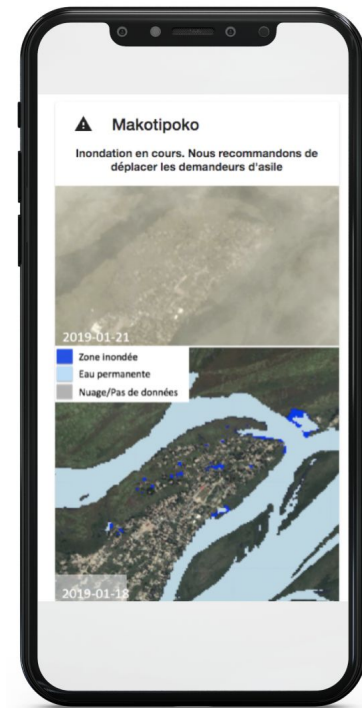 Makotipoko
Inondation en cours. Nous recommandons de
déplacer les demandeurs d'asile
2019-01-21
Zone inondée
Eau permanente
Nuage/Pas de données
2019-01-18